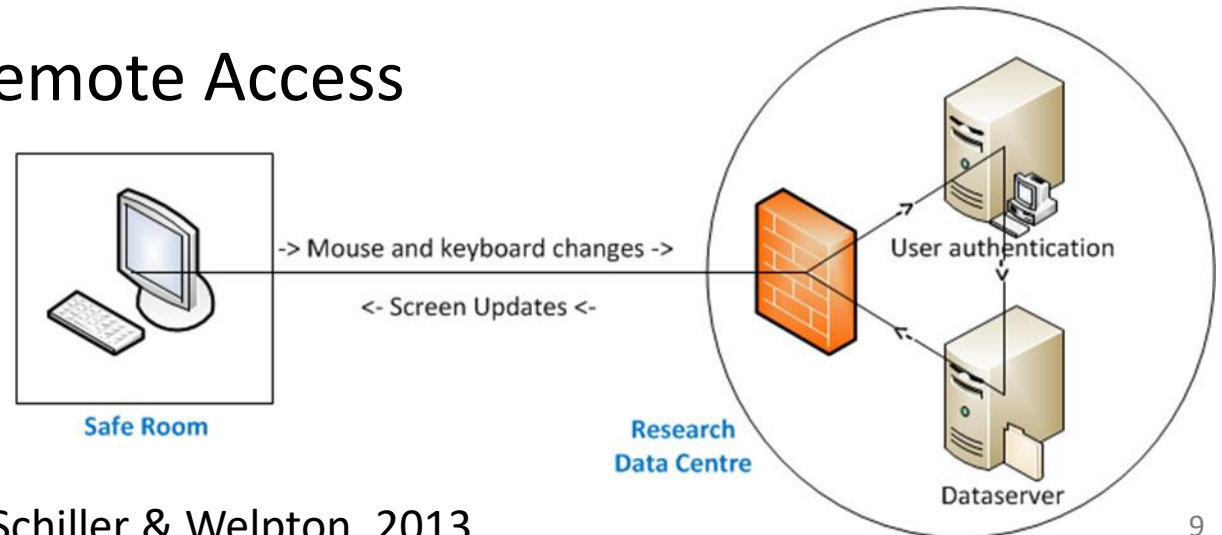 emote Access
-> Mouse and keyboard changes ->
<- Screen Updates <-
User authentication
Safe Room
Research
Data Centre
Dataserver
Schiller & Welpton, 2013
9